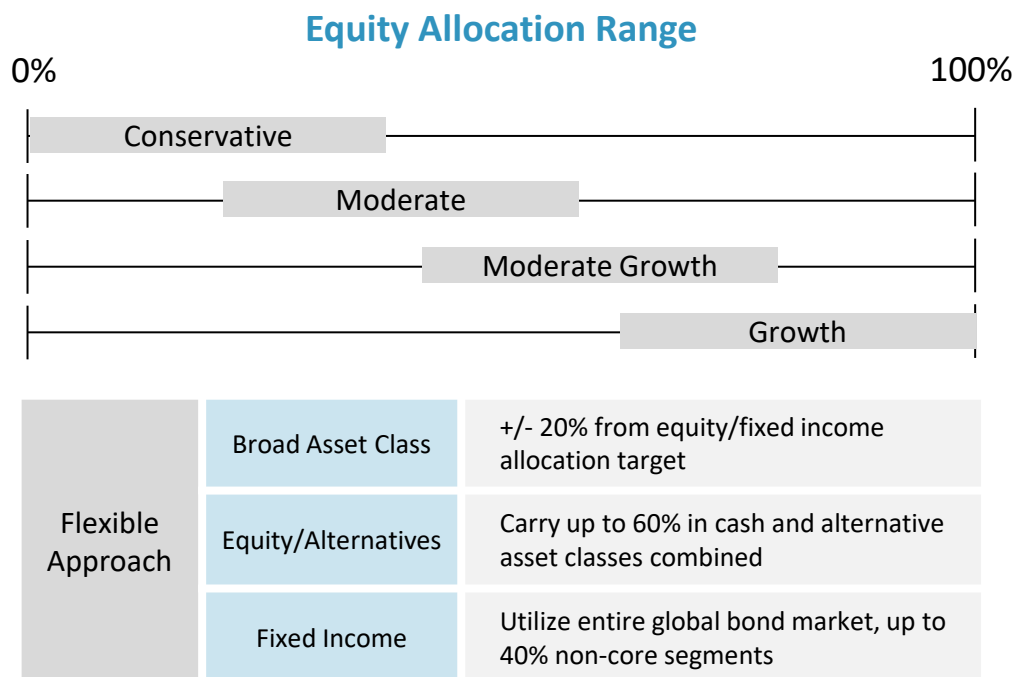 Equity Allocation Range
0%
100%
Conservative
Moderate
Moderate Growth
Growth
Flexible
Approach
Broad Asset Class
+/- 20% from equity/fixed income
allocation target
Equity/Alternatives
Carry up to 60% in cash and alternative
asset classes combined
Fixed Income
Utilize entire global bond market, up to
40% non-core segments